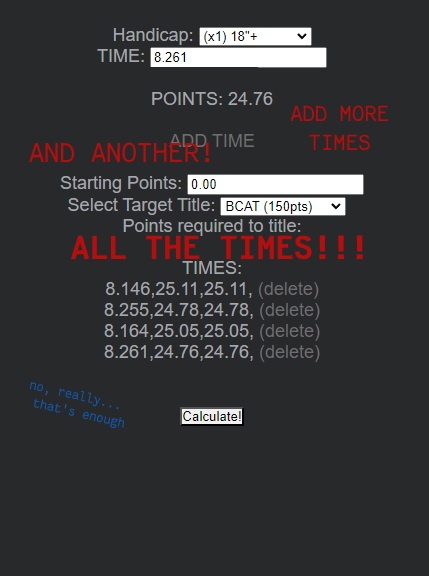 Handicap: (x1) 18"+
TIME: 8.261
POINTS: 24.76
ADD MORE
TIMES
ADD TIME
AND ANOTHER!
Starting Points: 0.00
Select Target Title: BCAT (150pts)
Points required to title:
ALL THE TIMES!!!
TIMES:
8.146,25.11,25.11, (delete)
8.255,24.78,24.78, (delete)
8.164,25.05,25.05, (delete)
8.261,24.76,24.76, (delete)
no, really...
that's enough
Calculate!